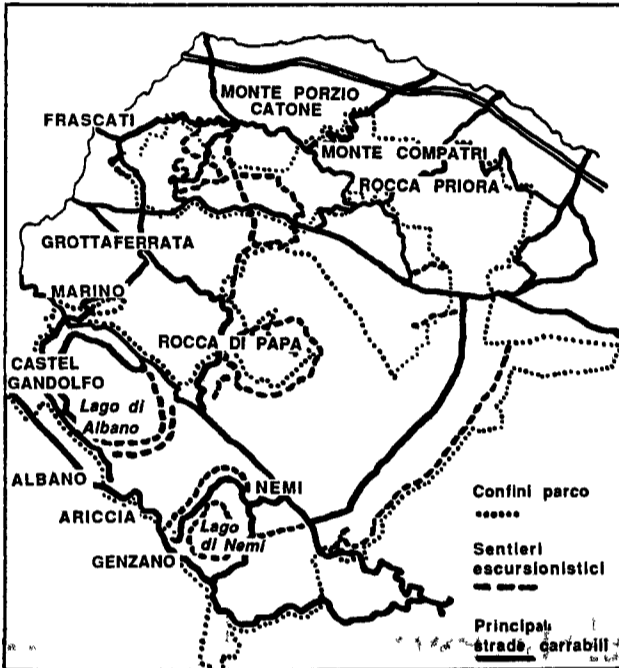 MONTE PORZIO
CATONE
FRASCATI
MONTE COMPATRI
ROCCA PRIORA
GROTTAFERRATA
MARINO
ROCCA DI PAPA
CASTEL
GANDOLFO
Lago di
Albano
ALBANO
NEMI
ARICCIA
Lago
di Nemi
GENZANO
Confini parco
Sentieri
escursionistici
Principali
strade carrabili